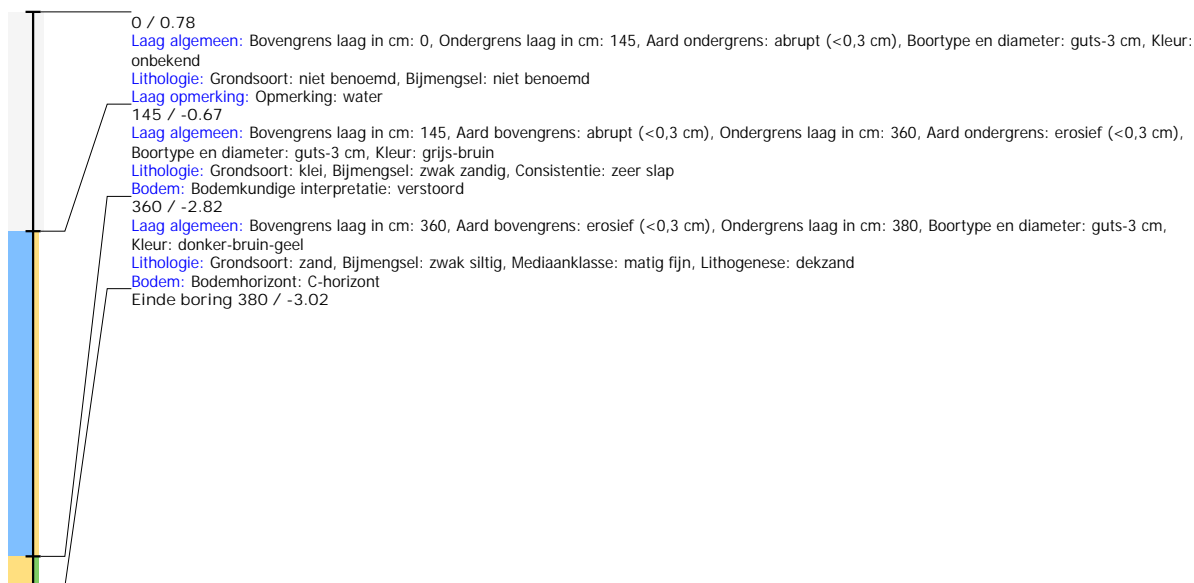 0 / 0.78
Laag algemeen: Bovengrens laag in cm: 0, Ondergrens laag in cm: 145, Aard ondergrens: abrupt (<0,3 cm), Boortype en diameter: guts-3 cm, Kleur:
onbekend
Lithologie: Grondsoort: niet benoemd, Bijmengsel: niet benoemd
Laag opmerking: Opmerking: water
145 / -0.67
Laag algemeen: Bovengrens laag in cm: 145, Aard bovengrens: abrupt (<0,3 cm), Ondergrens laag in cm: 360, Aard ondergrens: erosief (<0,3 cm),
Boortype en diameter: guts-3 cm, Kleur: grijs-bruin
Lithologie: Grondsoort: klei, Bijmengsel: zwak zandig, Consistentie: zeer slap
Bodem: Bodemkundige interpretatie: verstoord
360 / -2.82
Laag algemeen: Bovengrens laag in cm: 360, Aard bovengrens: erosief (<0,3 cm), Ondergrens laag in cm: 380, Boortype en diameter: guts-3 cm,
Kleur: donker-bruin-geel
Lithologie: Grondsoort: zand, Bijmengsel: zwak siltig, Mediaanklasse: matig fijn, Lithogenese: dekzand
Bodem: Bodemhorizont: C-horizont
Einde boring 380 / -3.02